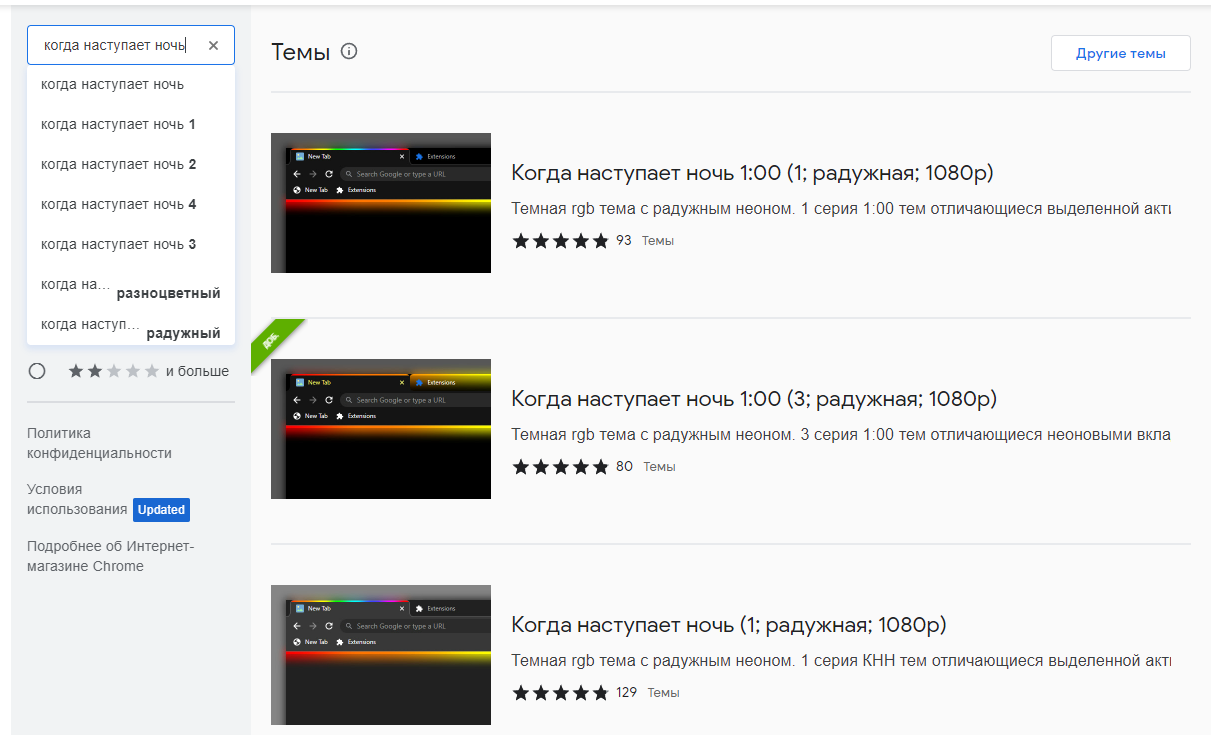 когда наступает ночь
когда наступает ночь
когда наступает ночь 1
когда наступает ночь 2
когда наступает ночь 4
когда наступает ночь 3
когда на… разноцветный
когда наступ… радужный
и больше
Политика
конфиденциальности
Условия
использования Updated
Подробнее об Интернет-
магазине Chrome
Темы
Другие темы
New Tab Extensions
Search Google or type a URL
New Tab Extensions
Когда наступает ночь 1:00 (1; радужная; 1080p)
Темная rgb тема с радужным неоном. 1 серия 1:00 тем отличающиеся выделенной акти
93 Темы
ДОБ.
New Tab Extensions
Search Google or type a URL
New Tab Extensions
Когда наступает ночь 1:00 (3; радужная; 1080p)
Темная rgb тема с радужным неоном. 3 серия 1:00 тем отличающиеся неоновыми вкла
80 Темы
New Tab Extensions
Search Google or type a URL
New Tab Extensions
Когда наступает ночь (1; радужная; 1080p)
Темная rgb тема с радужным неоном. 1 серия КНН тем отличающиеся выделенной акти
129 Темы